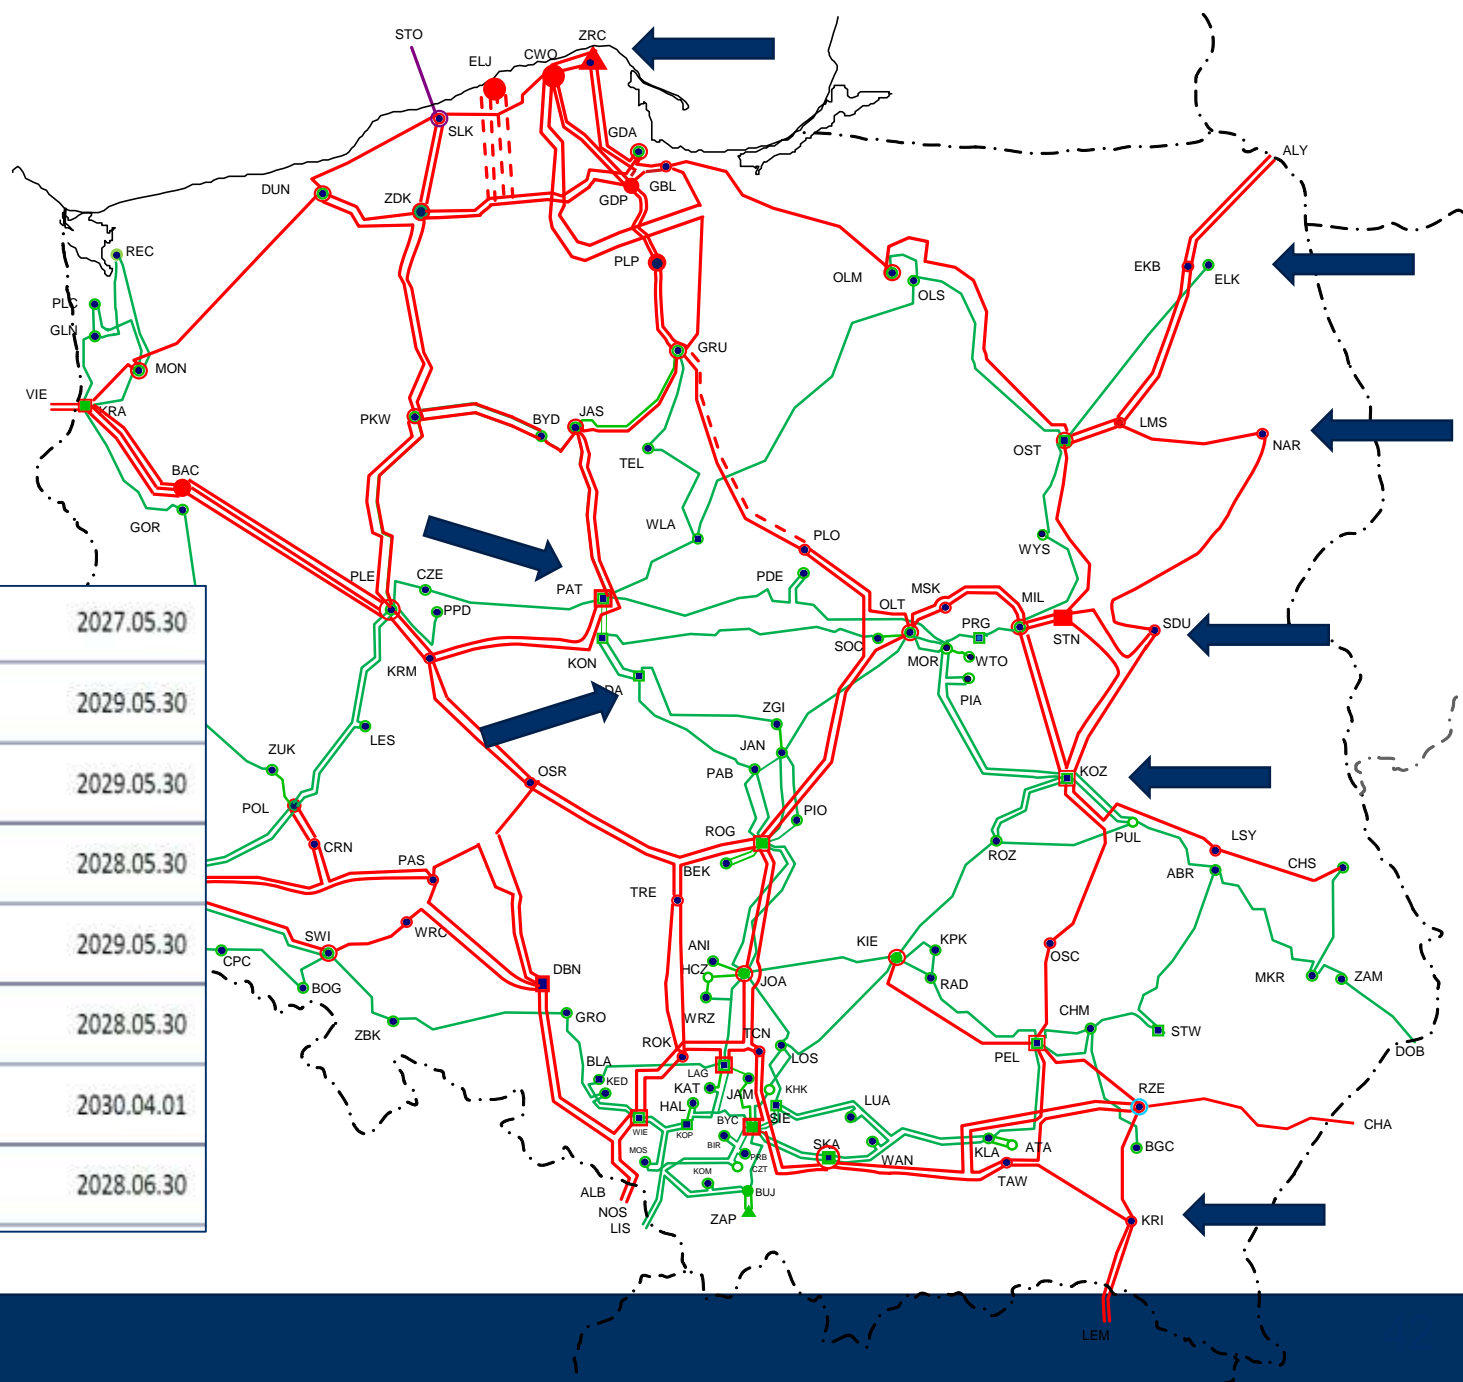 STO
ZRC
CWO
ELJ
SLK
GDA
ALY
GBL
DUN
ZDK
GDP
REC
PLP
EKB
ELK
OLM
OLS
PLC
GLN
GRU
MON
VIE
KRA
PKW
BYD
JAS
LMS
NAR
OST
TEL
BAC
GOR
WLA
PLO
WYS
PLE
CZE
PAT
PDE
MSK
MIL
OLT
PPD
PRG
SDU
STN
SOC
MOR
WTO
KON
KRM
DA
PIA
2027.05.30
2029.05.30
2029.05.30
2028.05.30
2029.05.30
2028.05.30
2030.04.01
2028.06.30
ZGI
LES
JAN
ZUK
PAB
OSR
KOZ
POL
PIO
ROG
PUL
LSY
CRN
ROZ
CHS
PAS
BEK
ABR
TRE
SWI
WRC
ANI
KIE
KPK
CPC
DBN
HCZ
JOA
OSC
BOG
RAD
MKR
ZAM
WRZ
GRO
CHM
ZBK
ROK
TCN
STW
BLA
LOS
PEL
DOB
LAG
KED
KAT
JAM
KHK
RZE
HAL
LUA
WIE
KOP
BYC
SIE
CHA
BIR
SKA
MOS
PRB
WAN
KLA
ATA
BGC
KOM
CZT
TAW
ALB
BUJ
NOS
ZAP
LIS
KRI
LEM